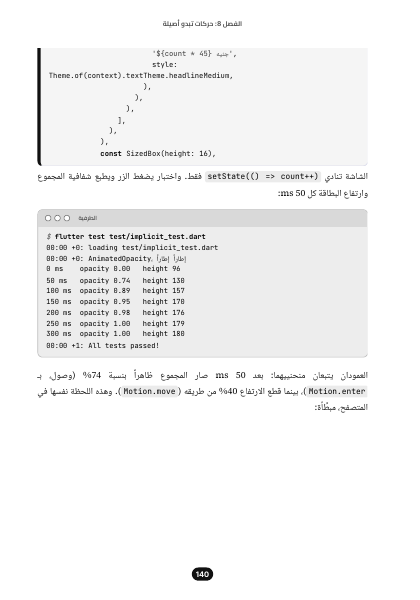 الفصل 8: حركات تبدو أصيلة
'${count * 45} جنيه',
style:
Theme.of(context).textTheme.headlineMedium,
),
),
),
],
),
),
const SizedBox(height: 16),
الشاشة تنادي setState(() => count++) فقط. واختبار يضغط الزر ويطبع شفافية المجموع
وارتفاع البطاقة كل 50 ms:
الطرفية
$ flutter test test/implicit_test.dart
00:00 +0: loading test/implicit_test.dart
00:00 +0: AnimatedOpacity، إطاراً إطاراً
0 ms opacity 0.00 height 96
50 ms opacity 0.74 height 130
100 ms opacity 0.89 height 157
150 ms opacity 0.95 height 170
200 ms opacity 0.98 height 176
250 ms opacity 1.00 height 179
300 ms opacity 1.00 height 180
00:00 +1: All tests passed!
العمودان يتبعان منحنييهما: بعد 50 ms صار المجموع ظاهراً بنسبة 74% (وصول، بـ
Motion.enter)، بينما قطع الارتفاع 40% من طريقه (Motion.move). وهذه اللحظة نفسها في
المتصفح، مبطّأة:
140